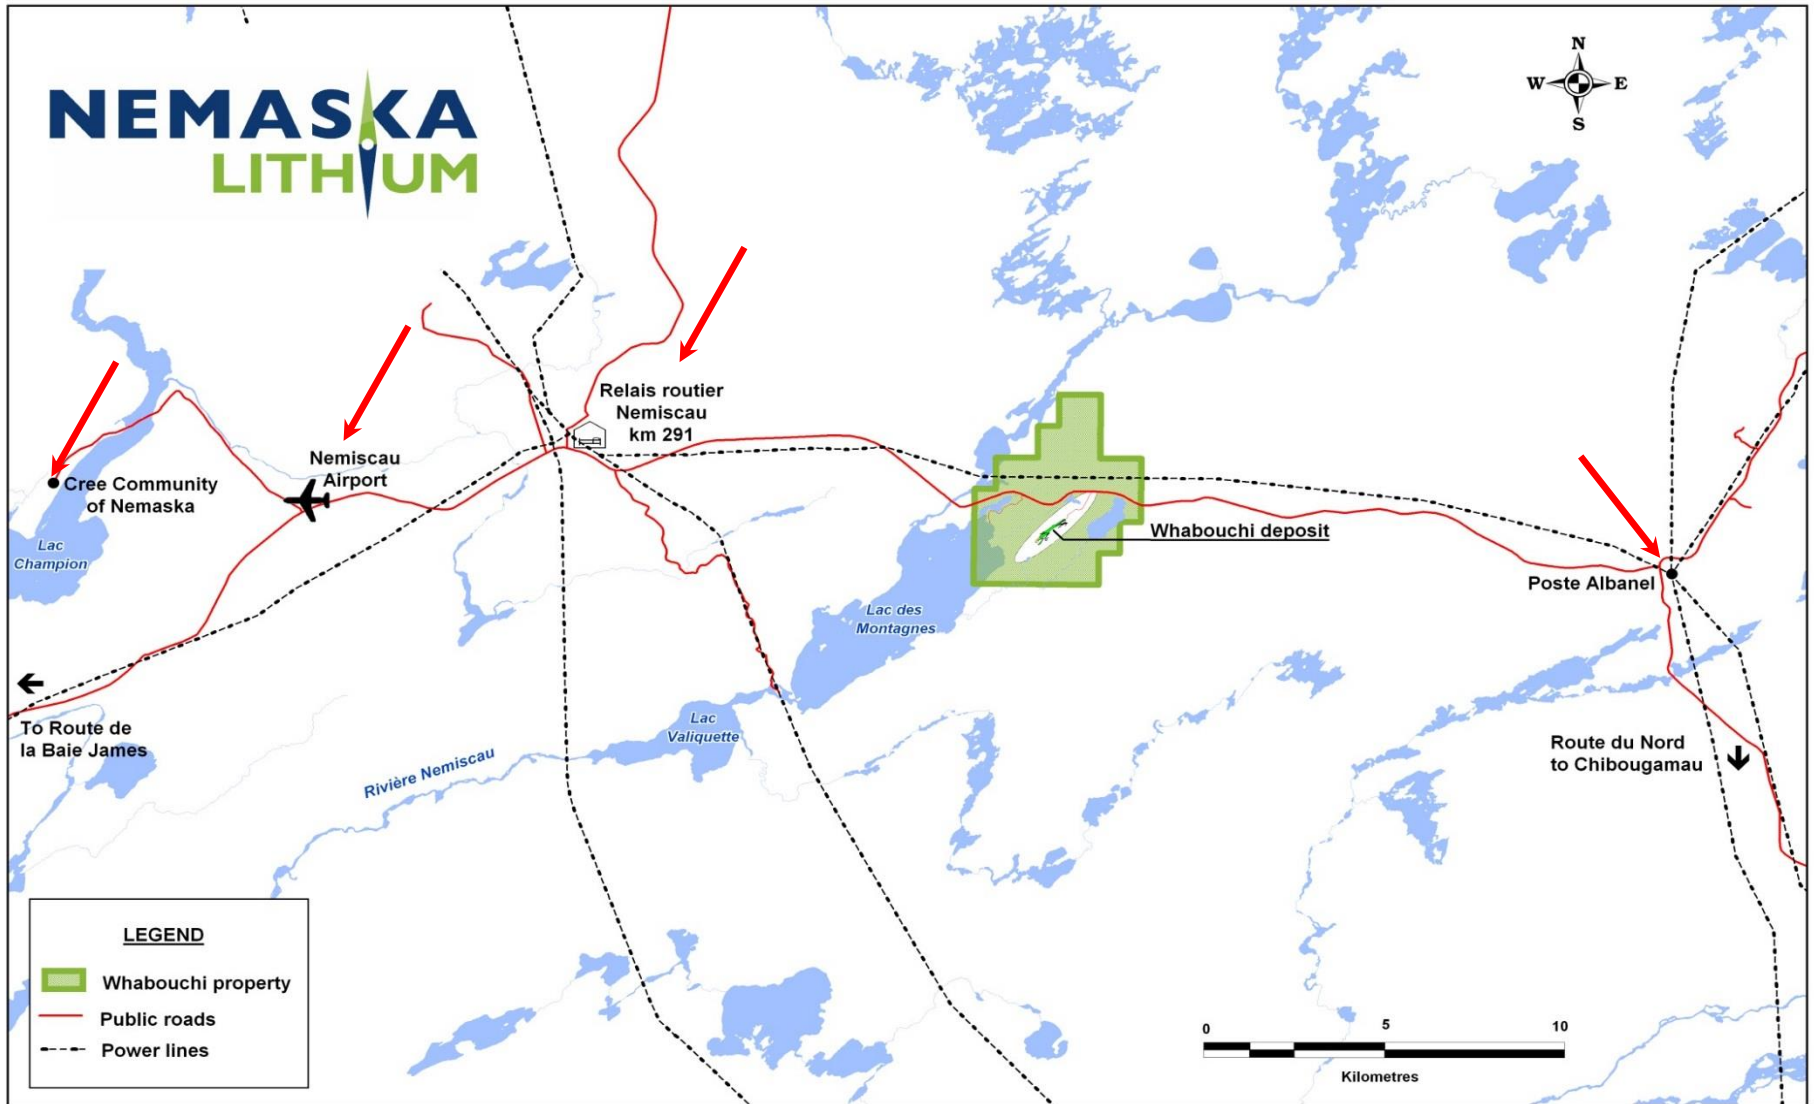 NEMASKA
LITHIUM
N
W E
S
Relais routier
Nemiscau
km 291
Nemiscau
Airport
Cree Community
of Nemaska
Lac
Champion
Whabouchi deposit
Poste Albanel
Lac des
Montagnes
Lac
Valiquette
Rivière Nemiscau
To Route de
la Baie James
Route du Nord
to Chibougamau
LEGEND
Whabouchi property
Public roads
Power lines
0 5 10
Kilometres